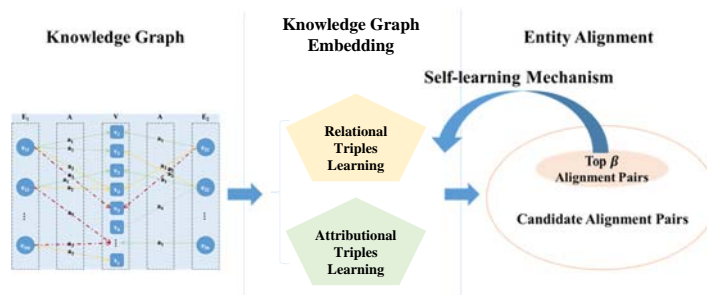 Knowledge Graph
Knowledge Graph
Embedding
Entity Alignment
Self-learning Mechanism
E₁ A V A E₂
Relational
Triples
Learning
Attributional
Triples
Learning
Top β
Alignment Pairs
Candidate Alignment Pairs